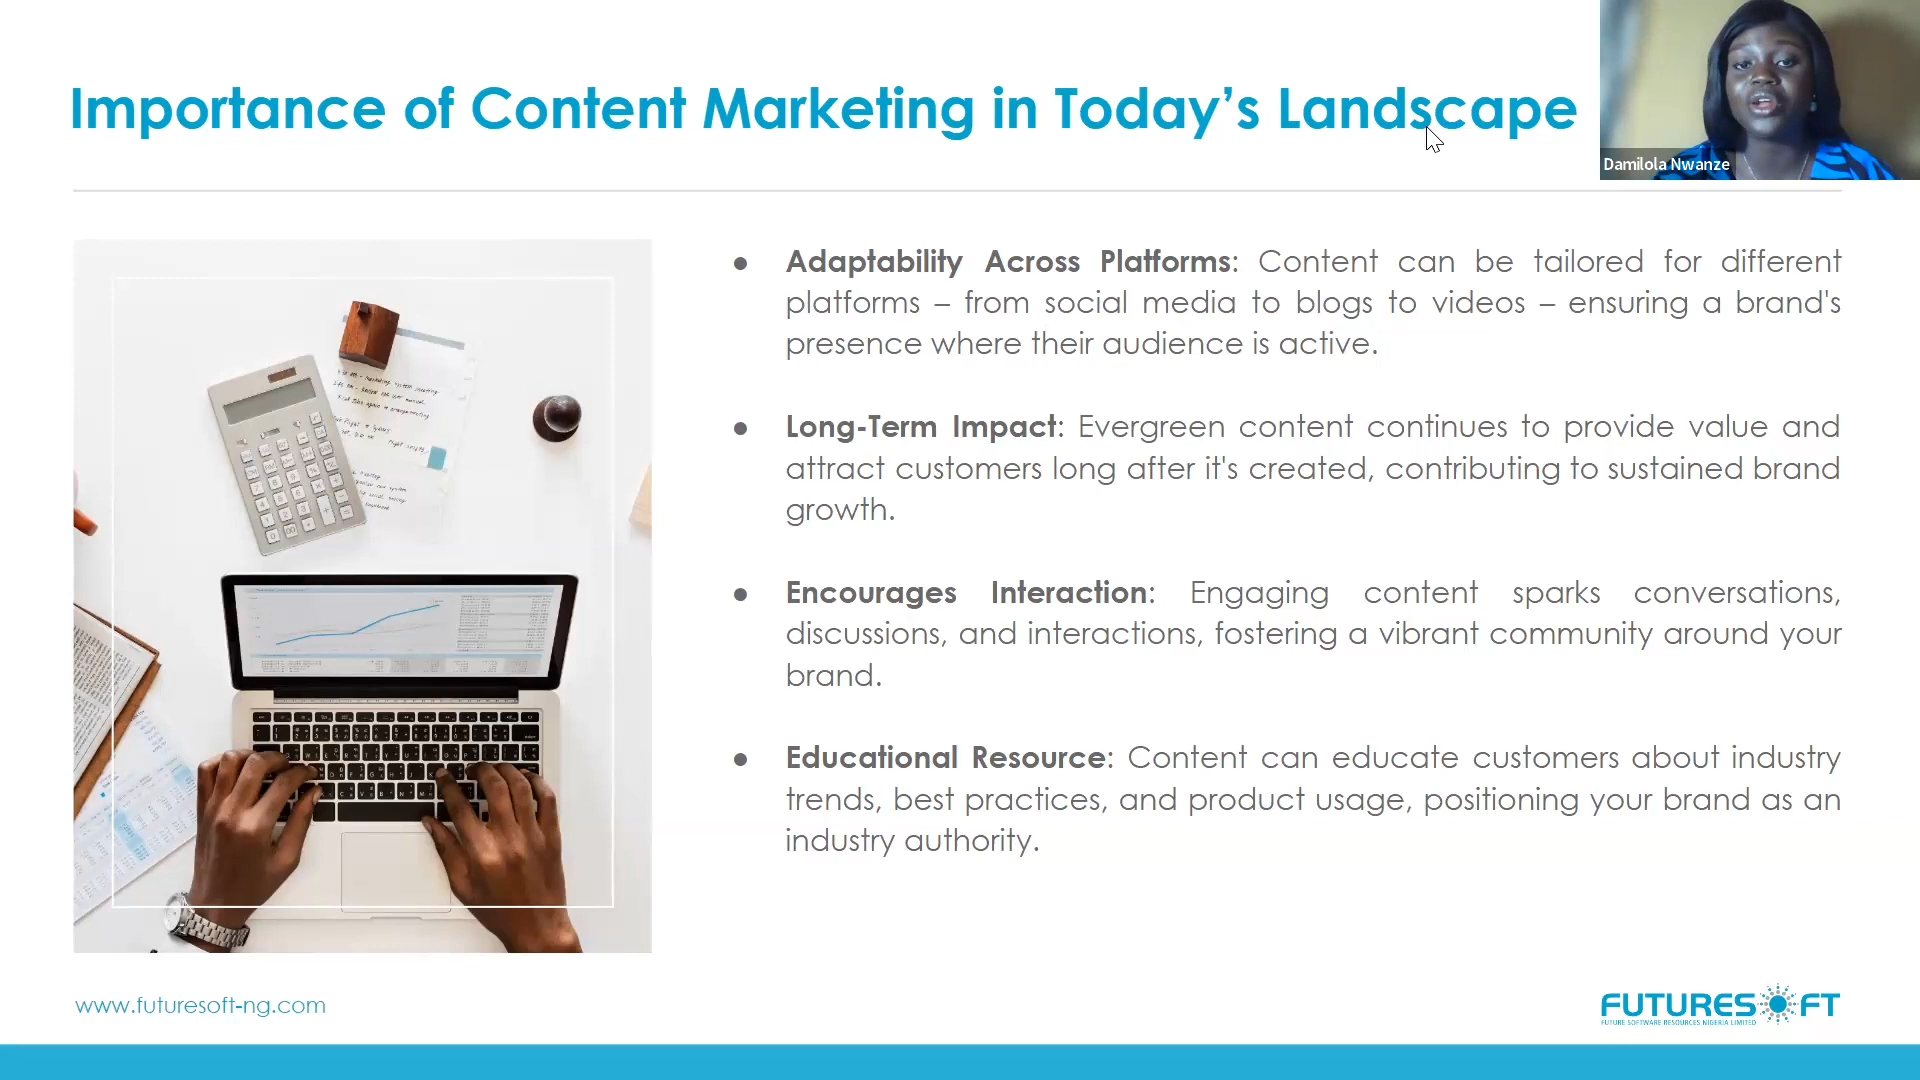 Importance of Content Marketing in Today’s Landscape
Damilola Nwanze
● Adaptability Across Platforms: Content can be tailored for different
platforms – from social media to blogs to videos – ensuring a brand's
presence where their audience is active.
● Long-Term Impact: Evergreen content continues to provide value and
attract customers long after it's created, contributing to sustained brand
growth.
● Encourages Interaction: Engaging content sparks conversations,
discussions, and interactions, fostering a vibrant community around your
brand.
● Educational Resource: Content can educate customers about industry
trends, best practices, and product usage, positioning your brand as an
industry authority.
www.futuresoft-ng.com
FUTURESOFT
FUTURE SOFTWARE RESOURCES NIGERIA LIMITED